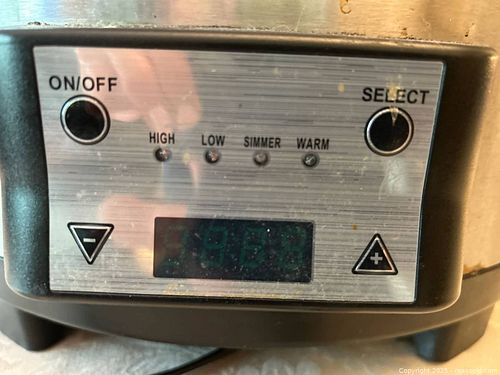 ON/OFF
SELECT
HIGH LOW SIMMER WARM
- +